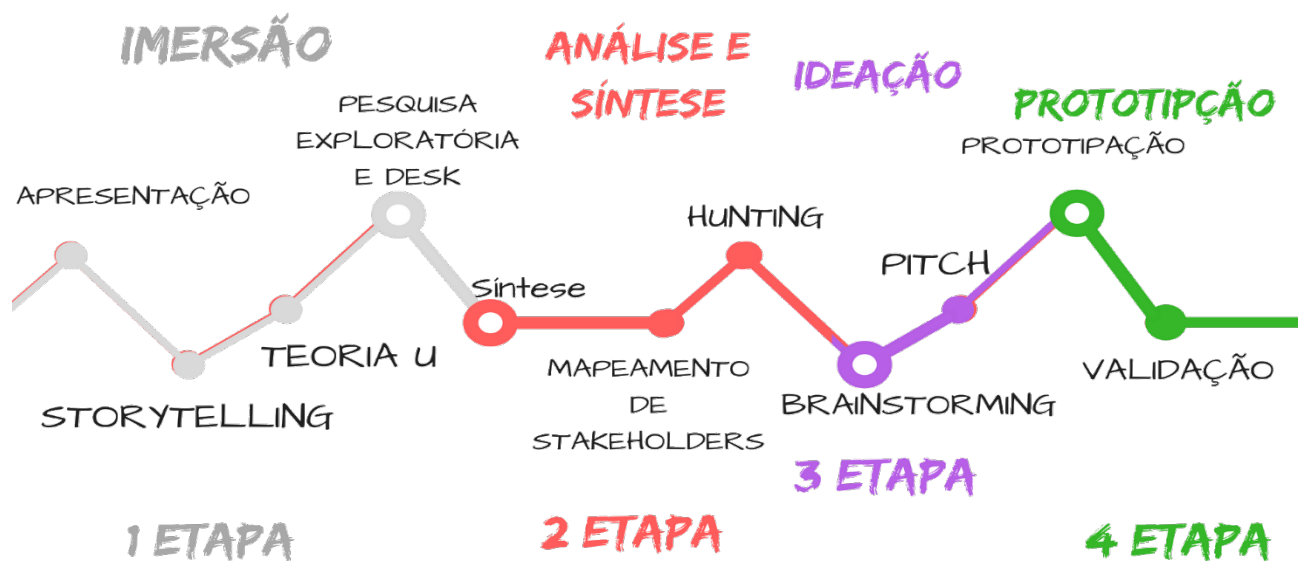 IMERSÃO
ANÁLISE E
SÍNTESE
IDEAÇÃO
PROTOTIPÇÃO
APRESENTAÇÃO
STORYTELLING
TEORIA U
PESQUISA
EXPLORATÓRIA
E DESK
Síntese
MAPEAMENTO
DE
STAKEHOLDERS
HUNTING
BRAINSTORMING
PITCH
PROTOTIPAÇÃO
VALIDAÇÃO
1 ETAPA
2 ETAPA
3 ETAPA
4 ETAPA